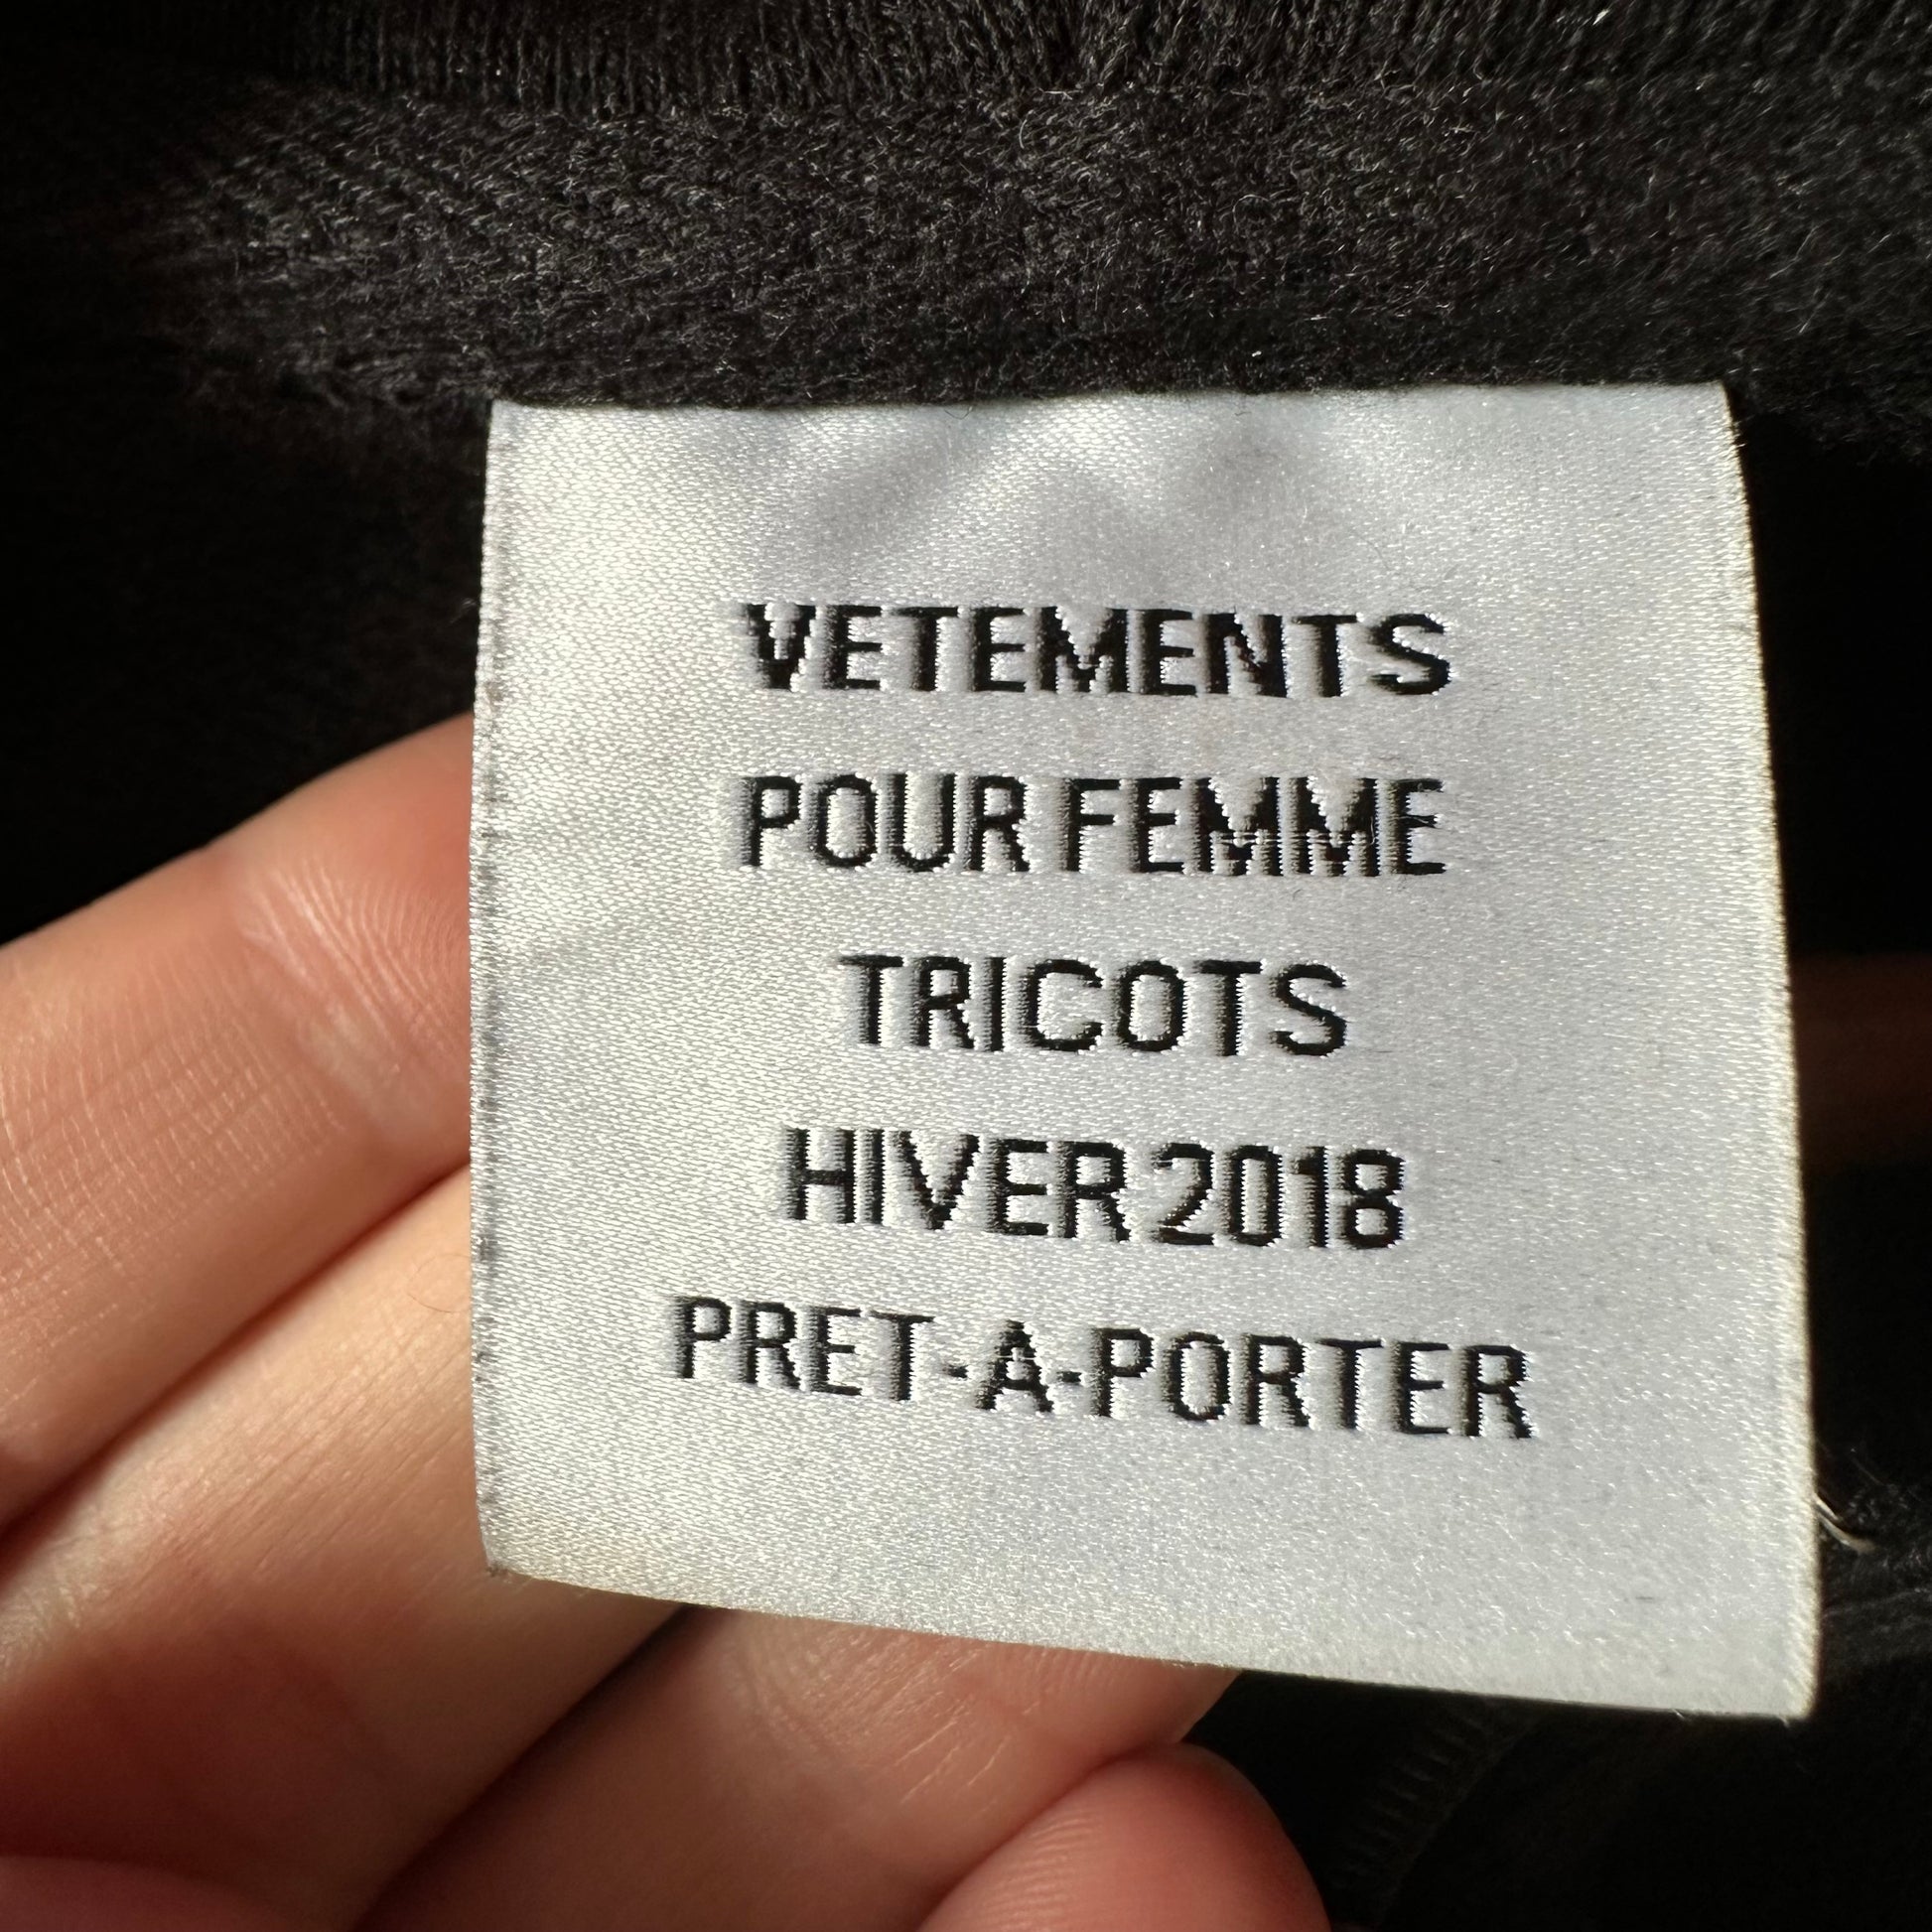 VETEMENTS
POUR FEMME
TRICOTS
HIVER 2018
PRET-A-PORTER